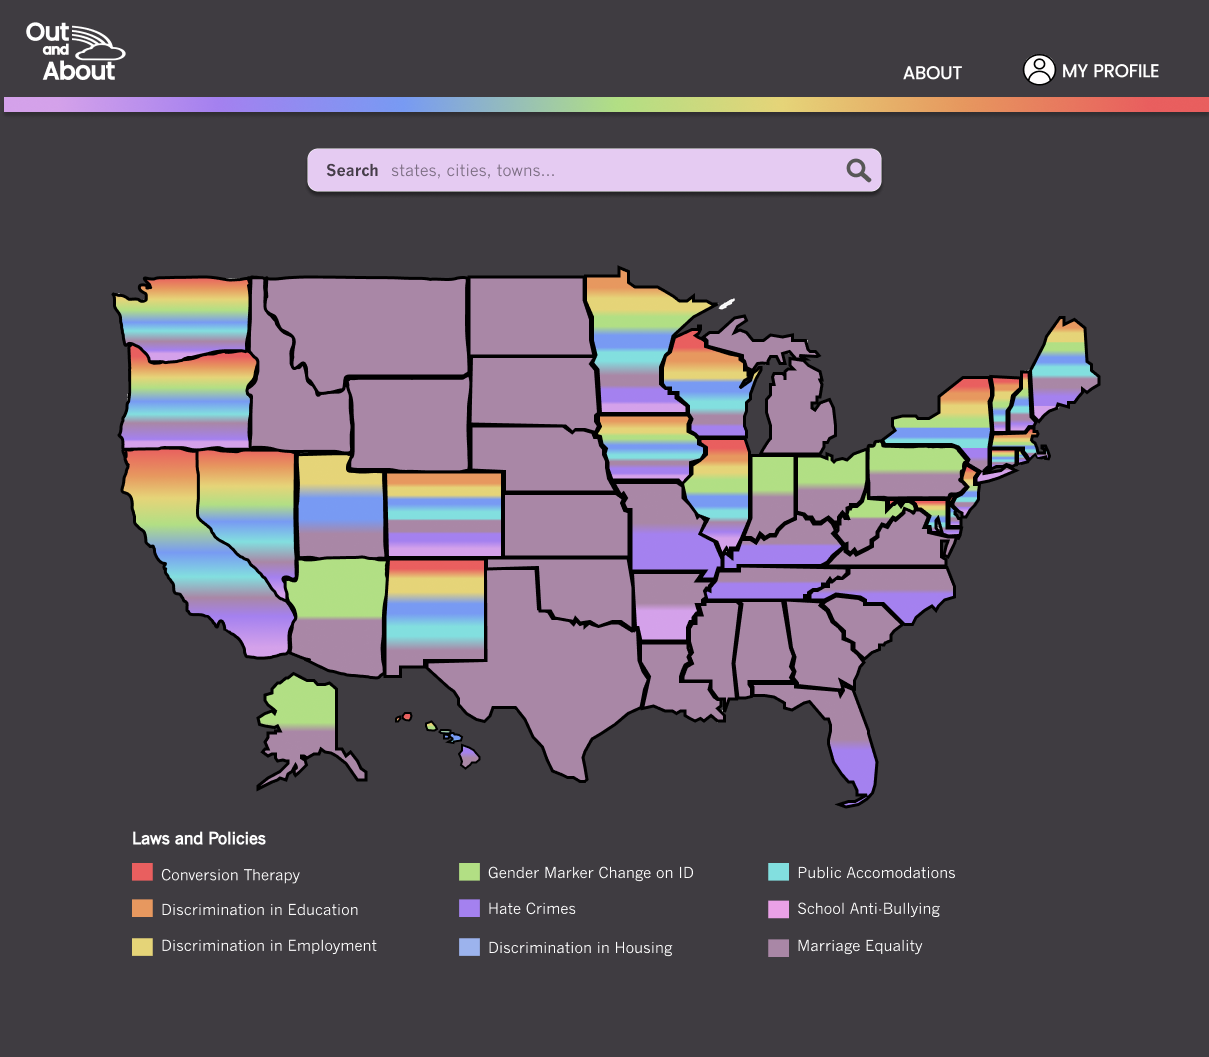 Out
and
About
ABOUT
MY PROFILE
Search states, cities, towns...
Laws and Policies
Conversion Therapy
Gender Marker Change on ID
Public Accomodations
Discrimination in Education
Hate Crimes
School Anti-Bullying
Discrimination in Employment
Discrimination in Housing
Marriage Equality